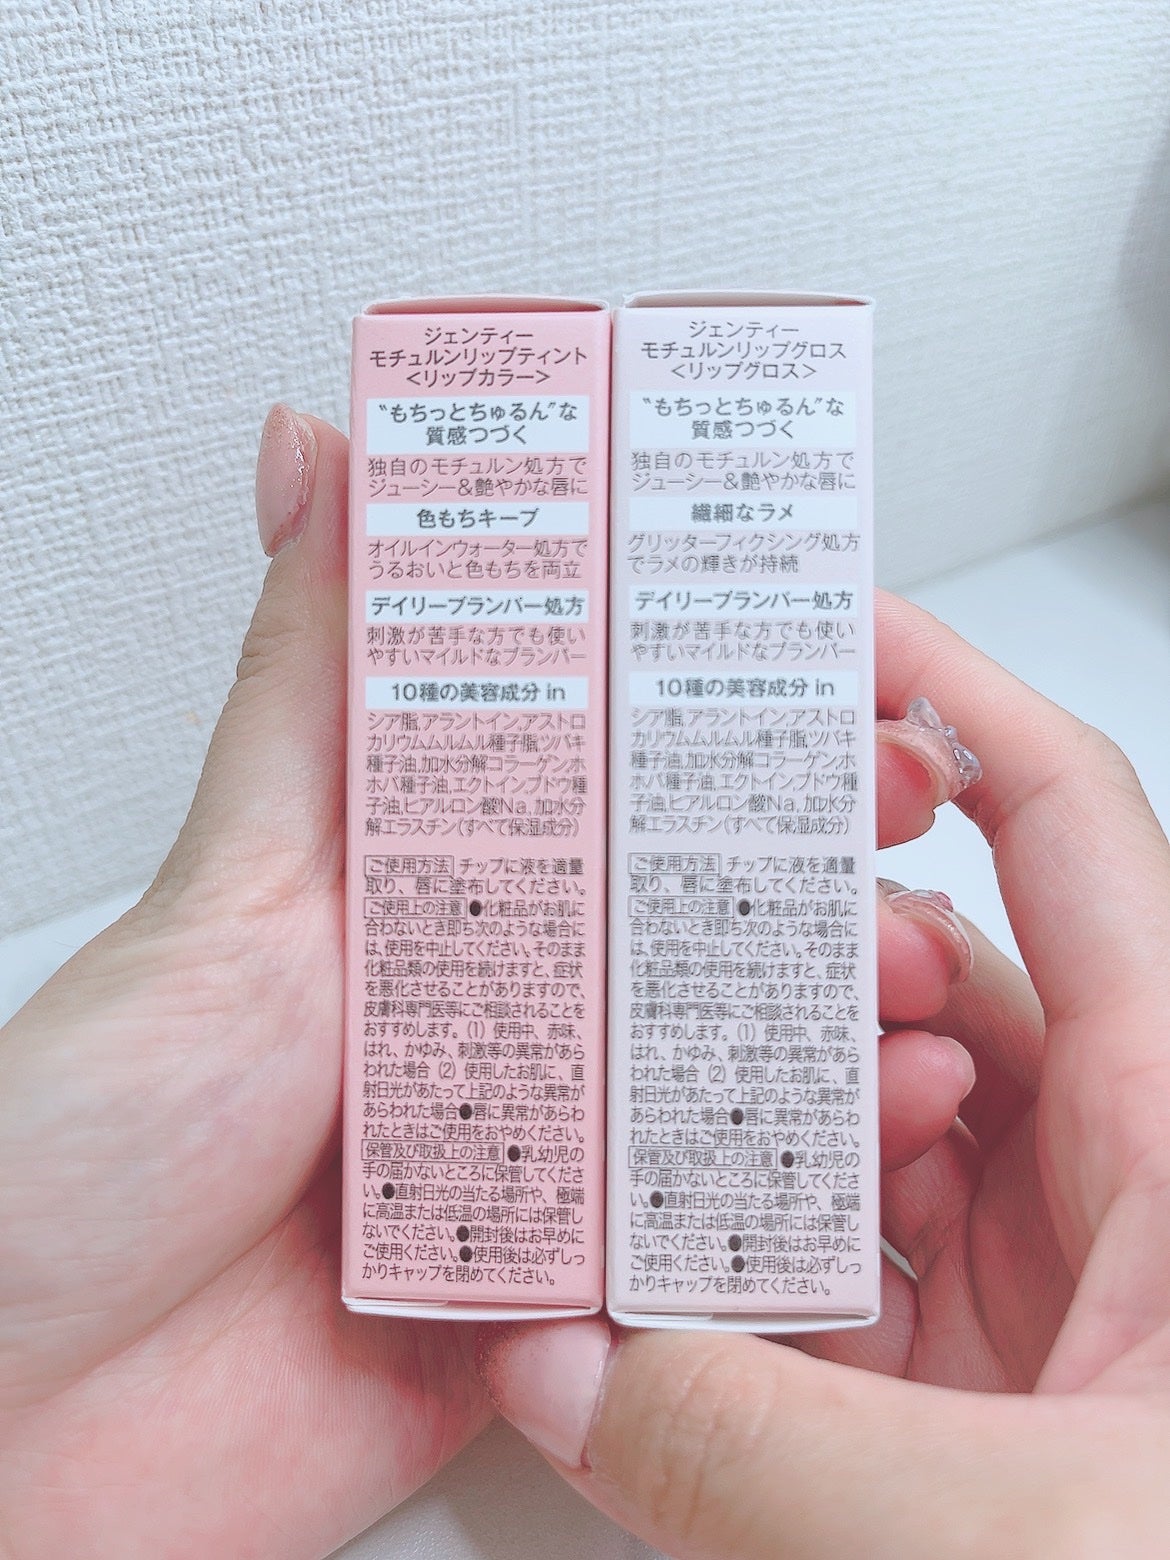 ジェンティー
モチュルンリップティント
<リップカラー>
“もちっとちゅるん”な
質感つづく
独自のモチュルン処方で
ジューシー&艶やかな唇に
色もちキープ
オイルインウォーター処方で
うるおいと色もちを両立
デイリープランパー処方
刺激が苦手な方でも使い
やすいマイルドなプランパー
10種の美容成分 in
シア脂,アラントイン,アストロ
カリウムムルムル種子脂,ツバキ
種子油,加水分解コラーゲン,ホ
ホバ種子油,エクトイン,ブドウ種
子油,ヒアルロン酸Na, 加水分
解エラスチン(すべて保湿成分)
ご使用方法 チップに液を適量
取り、唇に塗布してください。
ご使用上の注意 ●化粧品がお肌に
合わないとき即ち次のような場合に
は、使用を中止してください。そのまま
化粧品類の使用を続けますと、症状
を悪化させることがありますので、
皮膚科専門医等にご相談されることを
おすすめします。(1) 使用中、赤味、
はれ、かゆみ、刺激等の異常があら
われた場合 (2) 使用したお肌に、直
射日光があたって上記のような異常が
あらわれた場合●唇に異常があらわ
れたときはご使用をおやめください。
保管及び取扱上の注意 ●乳幼児の
手の届かないところに保管してくださ
い。●直射日光の当たる場所や、極端
に高温または低温の場所には保管し
ないでください。●開封後はお早めに
ご使用ください。●使用後は必ずしっ
かりキャップを閉めてください。
ジェンティー
モチュルンリップグロス
<リップグロス>
“もちっとちゅるん”な
質感つづく
独自のモチュルン処方で
ジューシー&艶やかな唇に
繊細なラメ
グリッターフィクシング処方
でラメの輝きが持続
デイリープランパー処方
刺激が苦手な方でも使い
やすいマイルドなプランパー
10種の美容成分 in
シア脂,アラントイン,アストロ
カリウムムルムル種子脂,ツバキ
種子油,加水分解コラーゲン,ホ
ホバ種子油,エクトイン,ブドウ種
子油,ヒアルロン酸Na, 加水分
解エラスチン(すべて保湿成分)
ご使用方法 チップに液を適量
取り、唇に塗布してください。
ご使用上の注意 ●化粧品がお肌に
合わないとき即ち次のような場合に
は、使用を中止してください。そのまま
化粧品類の使用を続けますと、症状
を悪化させることがありますので、
皮膚科専門医等にご相談されることを
おすすめします。(1) 使用中、赤味、
はれ、かゆみ、刺激等の異常があら
われた場合 (2) 使用したお肌に、直
射日光があたって上記のような異常が
あらわれた場合●唇に異常があらわ
れたときはご使用をおやめください。
保管及び取扱上の注意 ●乳幼児の
手の届かないところに保管してくださ
い。●直射日光の当たる場所や、極端
に高温または低温の場所には保管し
ないでください。●開封後はお早めに
ご使用ください。●使用後は必ずしっ
かりキャップを閉めてください。